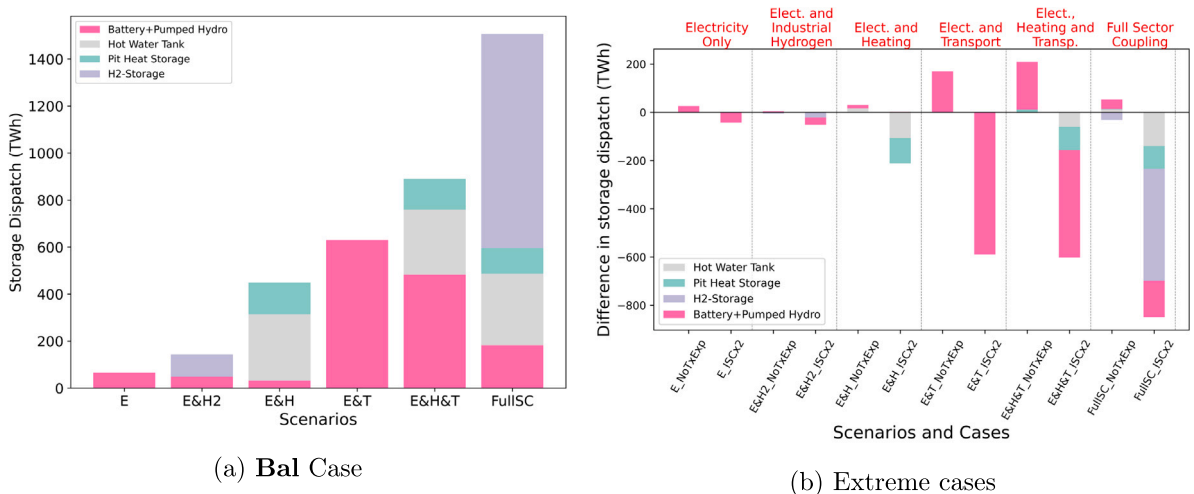 Battery+Pumped Hydro
Hot Water Tank
Pit Heat Storage
H2-Storage
Storage Dispatch (TWh)
1400
1200
1000
800
600
400
200
0
E
E&H2
E&H
E&T
E&H&T
FullSC
Scenarios
(a) Bal Case
Electricity
Only
Elect. and
Industrial
Hydrogen
Elect. and
Heating
Elect. and
Transport
Elect.,
Heating and
Transp.
Full Sector
Coupling
Difference in storage dispatch (TWh)
200
0
−200
−400
−600
−800
Hot Water Tank
Pit Heat Storage
H2-Storage
Battery+Pumped Hydro
E_NoTxExp
E_ISCx2
E&H2_NoTxExp
E&H2_ISCx2
E&H_NoTxExp
E&H_ISCx2
E&T_NoTxExp
E&T_ISCx2
E&H&T_NoTxExp
E&H&T_ISCx2
FullSC_NoTxExp
FullSC_ISCx2
Scenarios and Cases
(b) Extreme cases